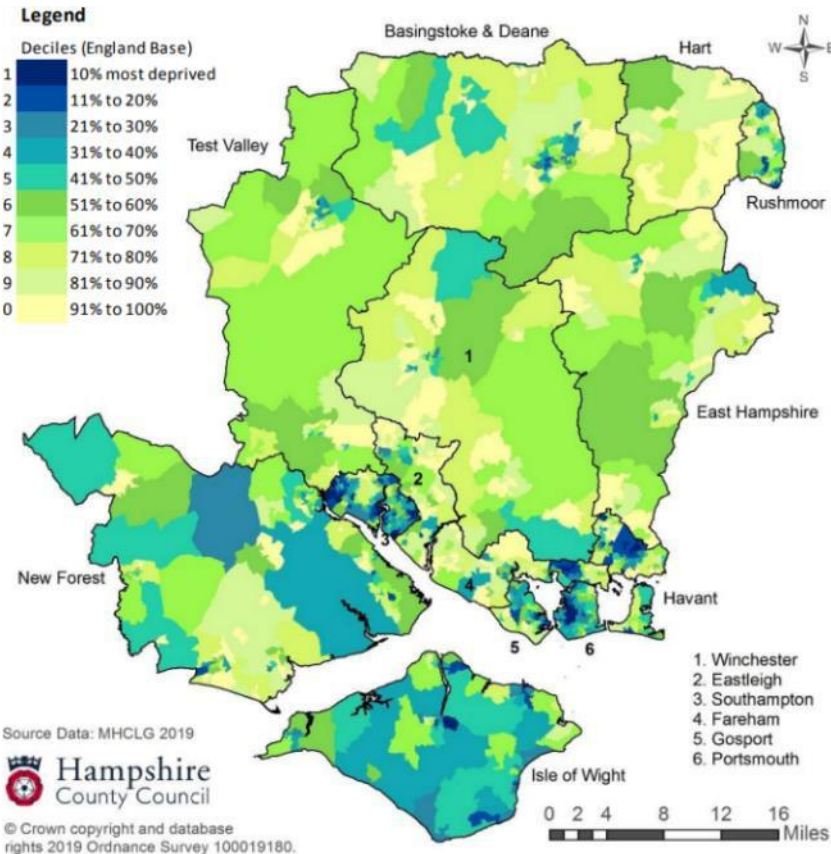 Legend
Deciles (England Base)
1 10% most deprived
2 11% to 20%
3 21% to 30%
4 31% to 40%
5 41% to 50%
6 51% to 60%
7 61% to 70%
8 71% to 80%
9 81% to 90%
0 91% to 100%
Basingstoke & Deane
Hart
N
W E
S
Test Valley
Rushmoor
1
East Hampshire
2
3
New Forest
4
Havant
5
6
1. Winchester
2. Eastleigh
3. Southampton
4. Fareham
5. Gosport
6. Portsmouth
Isle of Wight
Source Data: MHCLG 2019
Hampshire
County Council
© Crown copyright and database
rights 2019 Ordnance Survey 100019180.
0 2 4 8 12 16
Miles